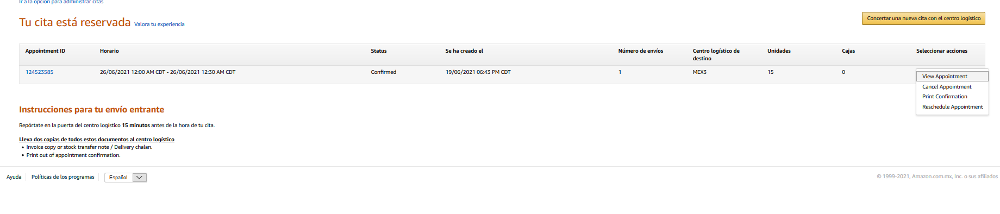 Ir a la opción para administrar citas
Tu cita está reservada Valora tu experiencia
Concertar una nueva cita con el centro logístico
Appointment ID Horario Status Se ha creado el Número de envíos Centro logístico de destino Unidades Cajas Seleccionar acciones
124523585 26/06/2021 12:00 AM CDT - 26/06/2021 12:30 AM CDT Confirmed 19/06/2021 06:43 PM CDT 1 MEX3 15 0
View Appointment
Cancel Appointment
Print Confirmation
Reschedule Appointment
Instrucciones para tu envío entrante
Repórtate en la puerta del centro logístico 15 minutos antes de la hora de tu cita.
Lleva dos copias de todos estos documentos al centro logístico
• Invoice copy or stock transfer note / Delivery chalan.
• Print out of appointment confirmation.
Ayuda Políticas de los programas Español © 1999-2021, Amazon.com.mx, Inc. o sus afiliados